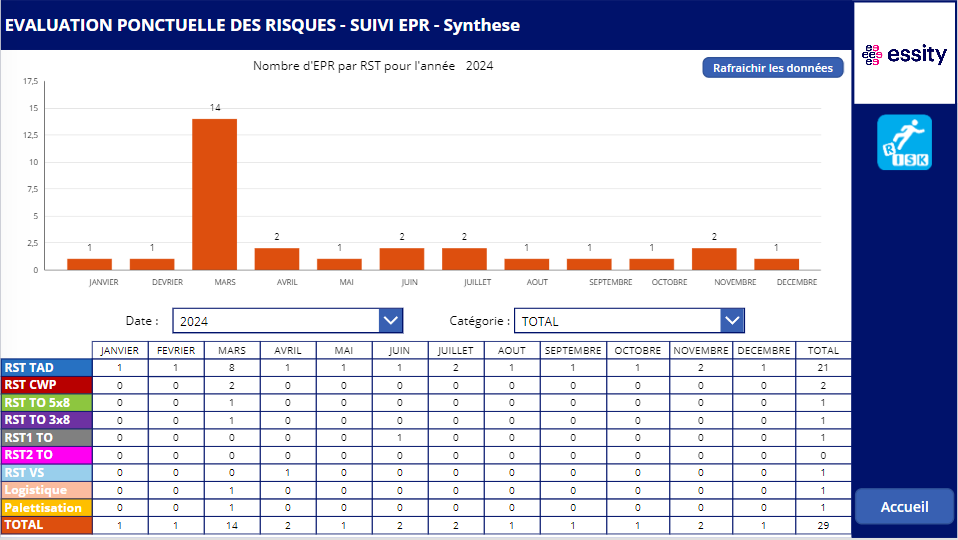 EVALUATION PONCTUELLE DES RISQUES - SUIVI EPR - Synthese
essity
Nombre d'EPR par RST pour l'année 2024
Rafraichir les données
RISK
17,5
15
12,5
10
7,5
5
2,5
0
1 1 14 2 1 2 2 1 1 1 2 1
JANVIER DEVRIER MARS AVRIL MAI JUIN JUILLET AOUT SEPTEMBRE OCTOBRE NOVEMBRE DECEMBRE
Date : 2024 Catégorie : TOTAL
JANVIER FEVRIER MARS AVRIL MAI JUIN JUILLET AOUT SEPTEMBRE OCTOBRE NOVEMBRE DECEMBRE TOTAL
RST TAD 1 1 8 1 1 1 2 1 1 1 2 1 21
RST CWP 0 0 2 0 0 0 0 0 0 0 0 0 2
RST TO 5x8 0 0 1 0 0 0 0 0 0 0 0 0 1
RST TO 3x8 0 0 1 0 0 0 0 0 0 0 0 0 1
RST1 TO 0 0 0 0 0 1 0 0 0 0 0 0 1
RST2 TO 0 0 0 0 0 0 0 0 0 0 0 0 0
RST VS 0 0 0 1 0 0 0 0 0 0 0 0 1
Logistique 0 0 1 0 0 0 0 0 0 0 0 0 1
Palettisation 0 0 1 0 0 0 0 0 0 0 0 0 1
TOTAL 1 1 14 2 1 2 2 1 1 1 2 1 29
Accueil